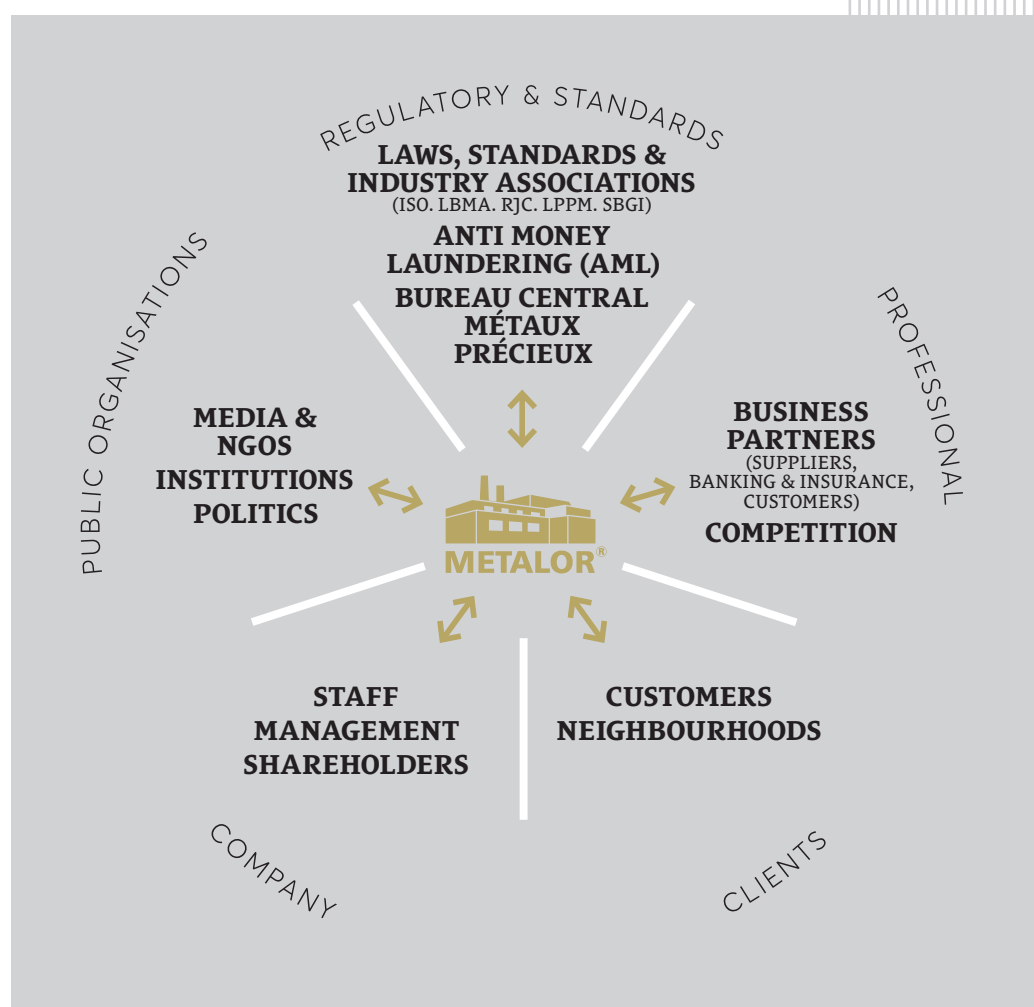 REGULATORY & STANDARDS
LAWS, STANDARDS &
INDUSTRY ASSOCIATIONS
(ISO. LBMA. RJC. LPPM. SBGI)
ANTI MONEY
LAUNDERING (AML)
BUREAU CENTRAL
MÉTAUX
PRÉCIEUX
PUBLIC ORGANISATIONS
MEDIA &
NGOS
INSTITUTIONS
POLITICS
PROFESSIONAL
BUSINESS
PARTNERS
(SUPPLIERS,
BANKING & INSURANCE,
CUSTOMERS)
COMPETITION
METALOR®
STAFF
MANAGEMENT
SHAREHOLDERS
COMPANY
CUSTOMERS
NEIGHBOURHOODS
CLIENTS